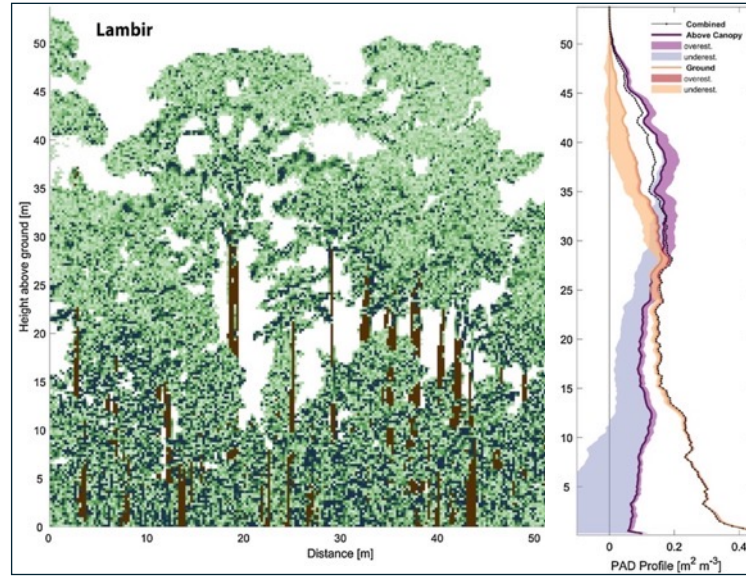 Lambir
50
45
40
35
30
25
20
15
10
5
0
Height above ground [m]
0
10
20
30
40
50
Distance [m]
Combined
Above Canopy
overest.
underest.
Ground
overest.
underest.
50
45
40
35
30
25
20
15
10
5
0
0.2
0.4
PAD Profile [m² m⁻³]